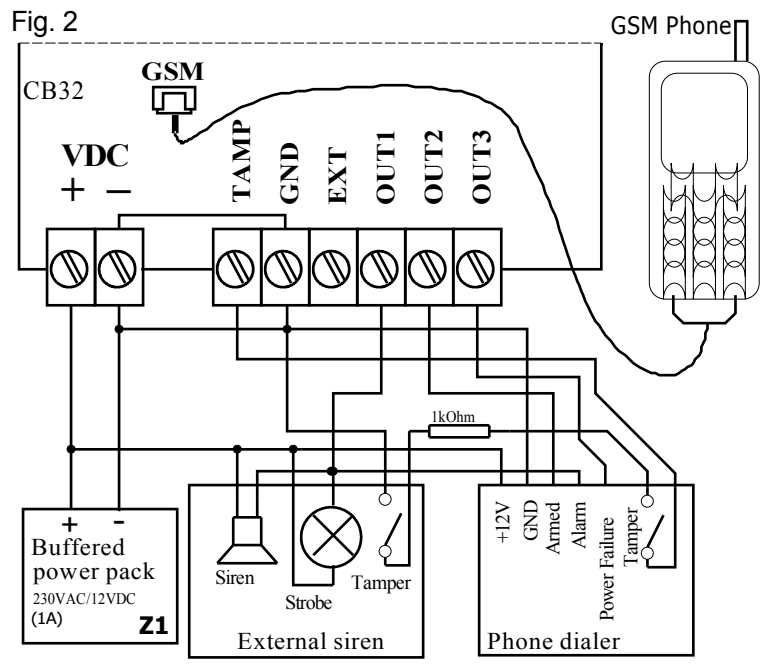 Fig. 2
GSM Phone
CB32
GSM
VDC
+ −
TAMP
GND
EXT
OUT1
OUT2
OUT3
1kOhm
+ -
Buffered
power pack
230VAC/12VDC
(1A)
Z1
Siren
Strobe
Tamper
External siren
+12V
GND
Armed
Alarm
Power Failure
Tamper
Phone dialer